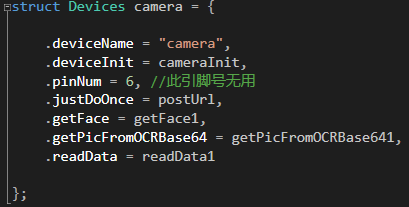 struct Devices camera = {
.deviceName = "camera",
.deviceInit = cameraInit,
.pinNum = 6, //此引脚号无用
.justDoOnce = postUrl,
.getFace = getFace1,
.getPicFromOCRBase64 = getPicFromOCRBase641,
.readData = readData1
};